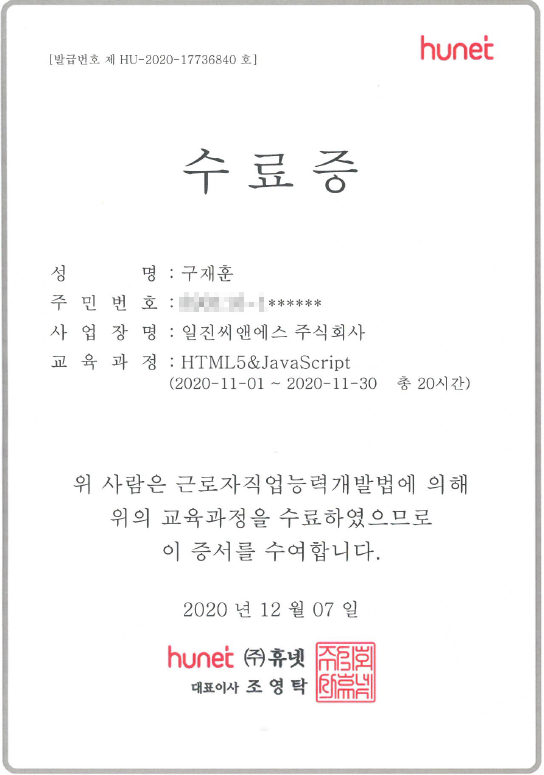 hunet
[발급번호 제 HU-2020-17736840 호]
수 료 증
성 명 : 구재훈
주 민 번 호 : ******
사 업 장 명 : 일진씨앤에스 주식회사
교 육 과 정 : HTML5&JavaScript
(2020-11-01 ~ 2020-11-30 총 20시간)
위 사람은 근로자직업능력개발법에 의해
위의 교육과정을 수료하였으므로
이 증서를 수여합니다.
2020 년 12 월 07 일
hunet ㈜휴넷
대표이사 조 영 탁